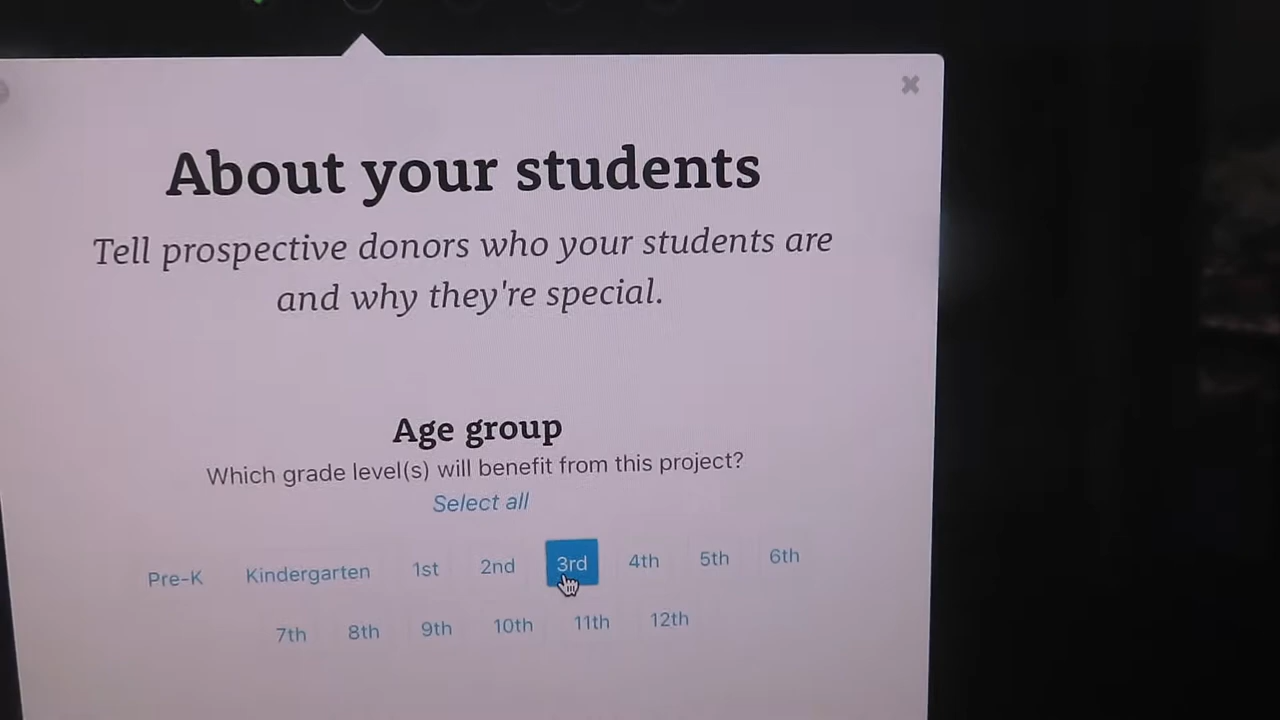 About your students
Tell prospective donors who your students are
and why they're special.
Age group
Which grade level(s) will benefit from this project?
Select all
Pre-K Kindergarten 1st 2nd 3rd 4th 5th 6th
7th 8th 9th 10th 11th 12th